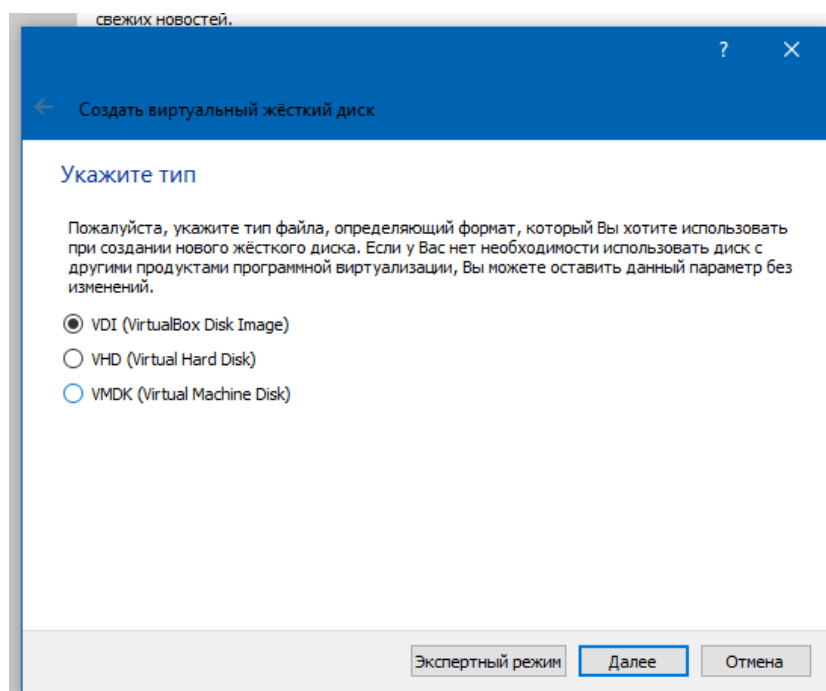 свежих новостей.
?
Создать виртуальный жёсткий диск
Укажите тип
Пожалуйста, укажите тип файла, определяющий формат, который Вы хотите использовать
при создании нового жёсткого диска. Если у Вас нет необходимости использовать диск с
другими продуктами программной виртуализации, Вы можете оставить данный параметр без
изменений.
VDI (VirtualBox Disk Image)
VHD (Virtual Hard Disk)
VMDK (Virtual Machine Disk)
Экспертный режим Далее Отмена